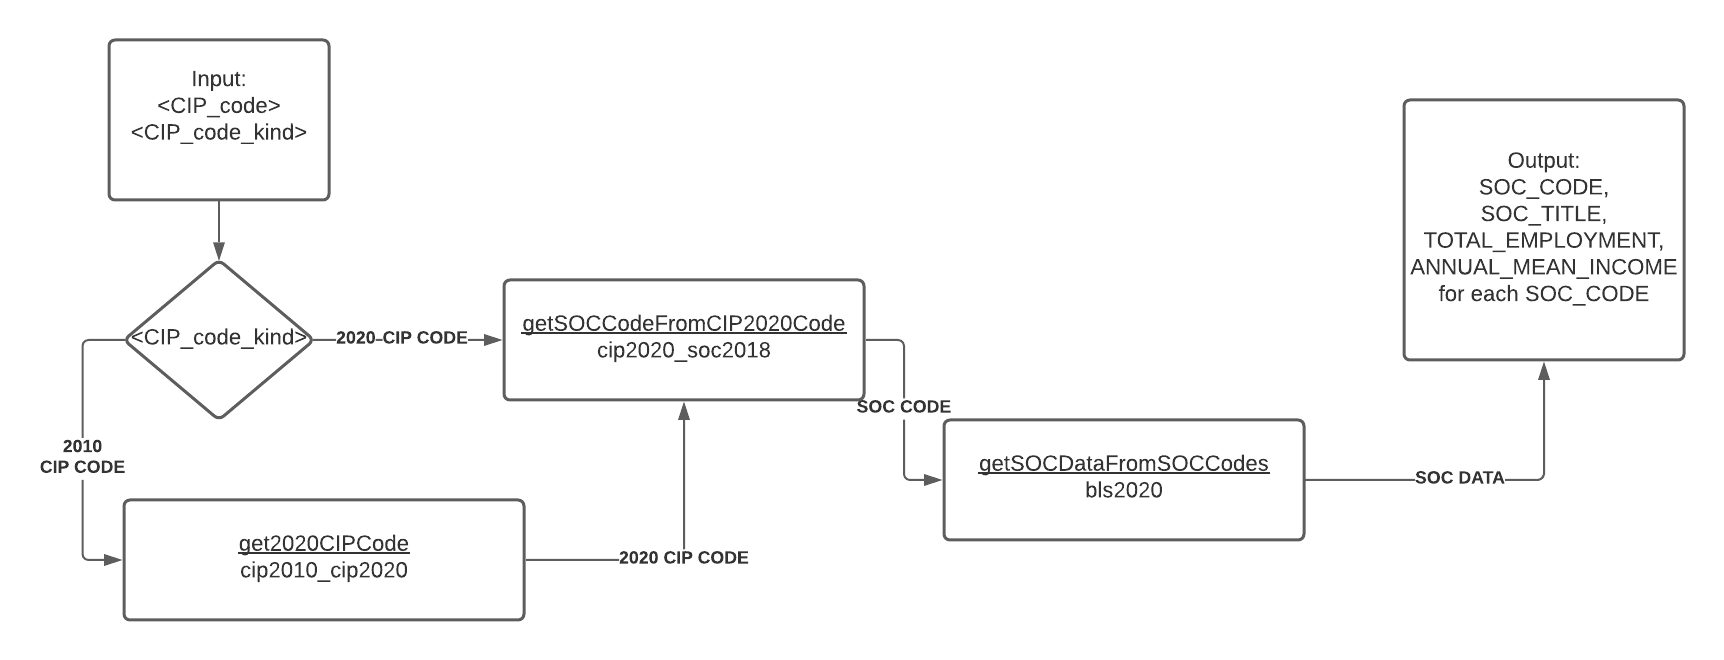 Input:
<CIP_code>
<CIP_code_kind>
<CIP_code_kind>
2020 CIP CODE
2010
CIP CODE
get2020CIPCode
cip2010_cip2020
2020 CIP CODE
getSOCCodeFromCIP2020Code
cip2020_soc2018
SOC CODE
getSOCDataFromSOCCodes
bls2020
SOC DATA
Output:
SOC_CODE,
SOC_TITLE,
TOTAL_EMPLOYMENT,
ANNUAL_MEAN_INCOME
for each SOC_CODE